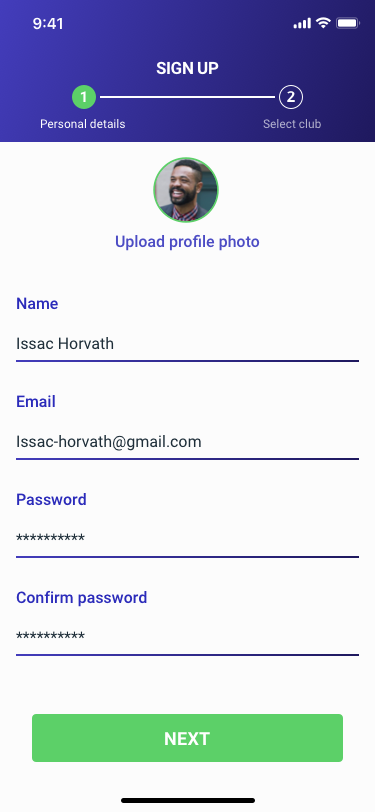 9:41
SIGN UP
1 2
Personal details Select club
Upload profile photo
Name
Issac Horvath
Email
Issac-horvath@gmail.com
Password
**********
Confirm password
**********
NEXT